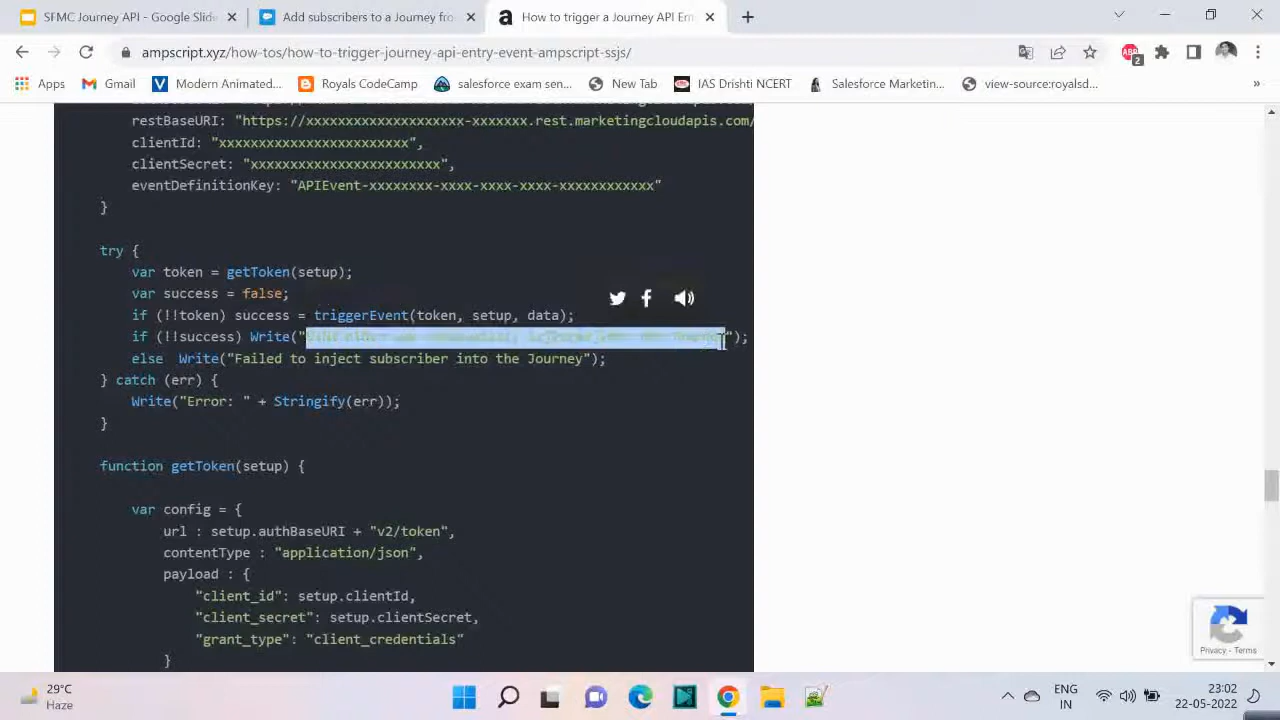 SFMC Journey API - Google Slide
Add subscribers to a Journey fro
How to trigger a Journey API En
ampscript.xyz/how-tos/how-to-trigger-journey-api-entry-event-ampscript-ssjs/
ABP
2
Apps
Gmail
Modern Animated...
Royals CodeCamp
salesforce exam sen...
New Tab
IAS Drishti NCERT
Salesforce Marketin...
view-source:royalsd...
»
restBaseURI: "https://xxxxxxxxxxxxxxxxxxxx-xxxxxxx.rest.marketingcloudapis.com/
clientId: "xxxxxxxxxxxxxxxxxxxxxxxx",
clientSecret: "xxxxxxxxxxxxxxxxxxxxxxxx",
eventDefinitionKey: "APIEvent-xxxxxxxx-xxxx-xxxx-xxxx-xxxxxxxxxxxx"
}
try {
var token = getToken(setup);
var success = false;
if (!!token) success = triggerEvent(token, setup, data);
if (!!success) Write(" ");
else Write("Failed to inject subscriber into the Journey");
} catch (err) {
Write("Error: " + Stringify(err));
}
function getToken(setup) {
var config = {
url : setup.authBaseURI + "v2/token",
contentType : "application/json",
payload : {
"client_id": setup.clientId,
"client_secret": setup.clientSecret,
"grant_type": "client_credentials"
}
Privacy - Terms
29°C
Haze
ENG
IN
23:02
22-05-2022